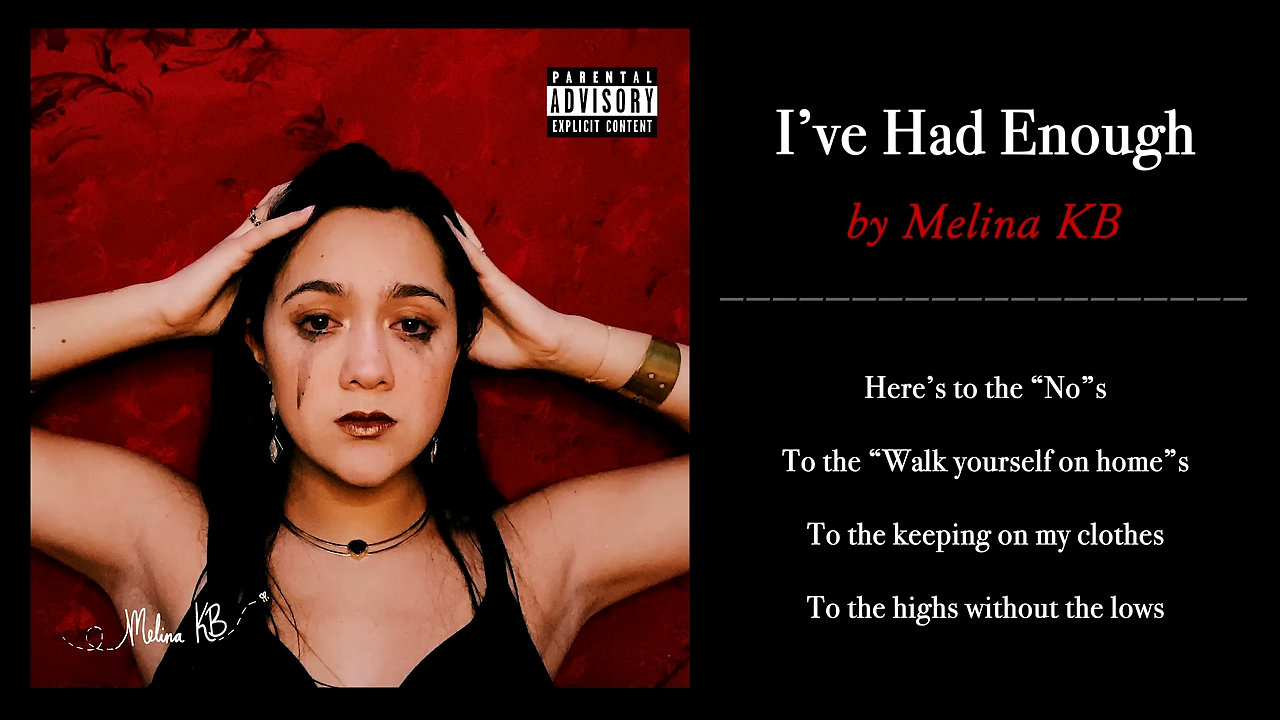 PARENTAL
ADVISORY
EXPLICIT CONTENT
Melina KB
I’ve Had Enough
by Melina KB
Here’s to the “No”s
To the “Walk yourself on home”s
To the keeping on my clothes
To the highs without the lows